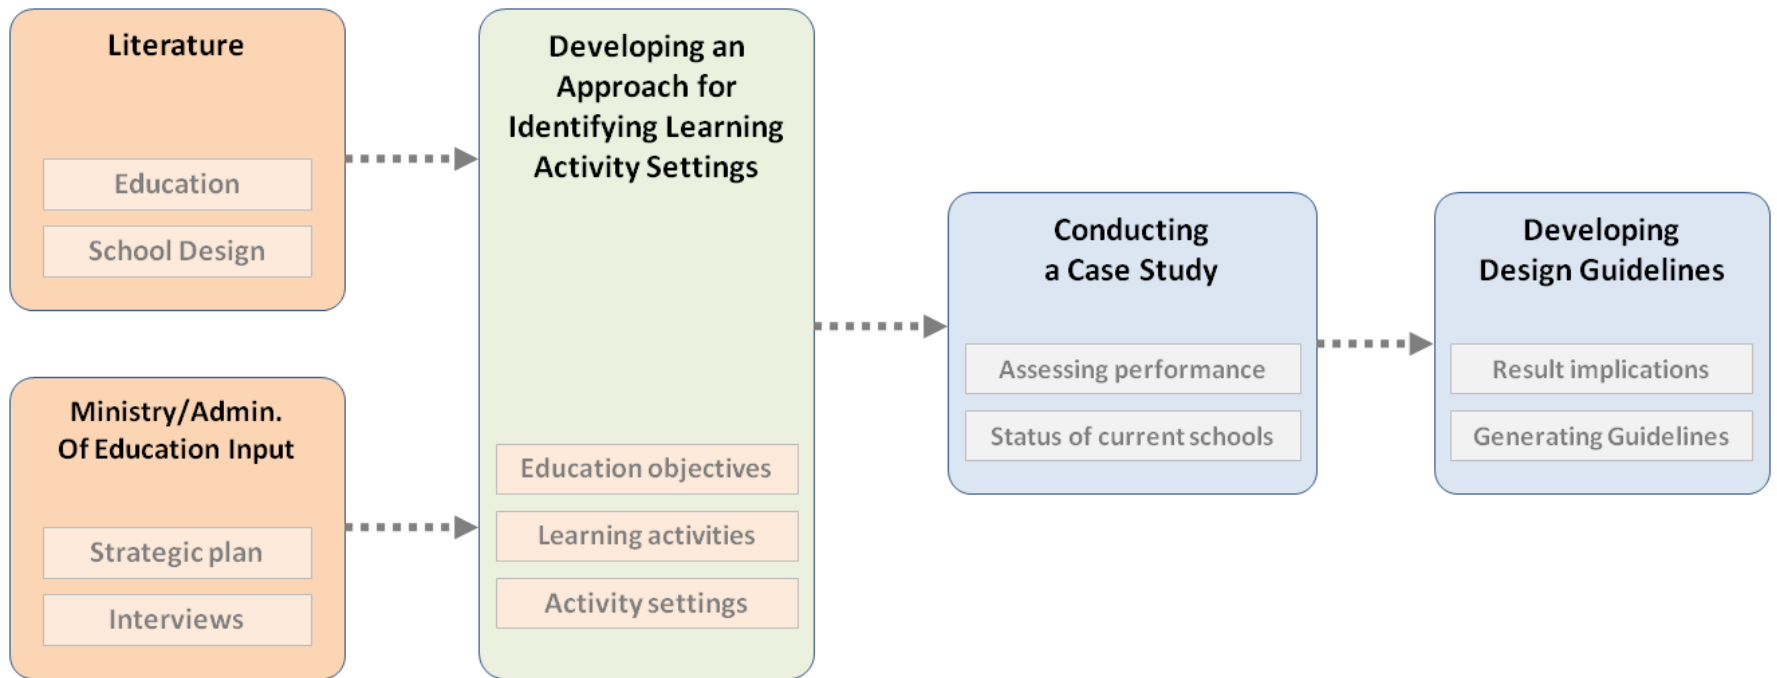 Literature
Education
School Design
Ministry/Admin.
Of Education Input
Strategic plan
Interviews
Developing an
Approach for
Identifying Learning
Activity Settings
Education objectives
Learning activities
Activity settings
Conducting
a Case Study
Assessing performance
Status of current schools
Developing
Design Guidelines
Result implications
Generating Guidelines